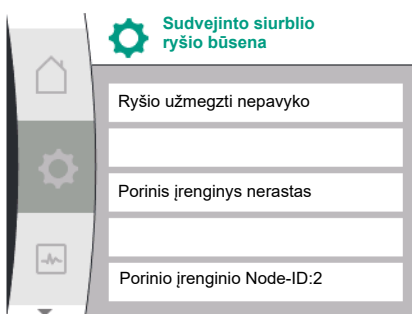 Sudvejinto siurblio
ryšio būsena
Ryšio užmegzti nepavyko
Porinis įrenginys nerastas
Porinio įrenginio Node-ID:2